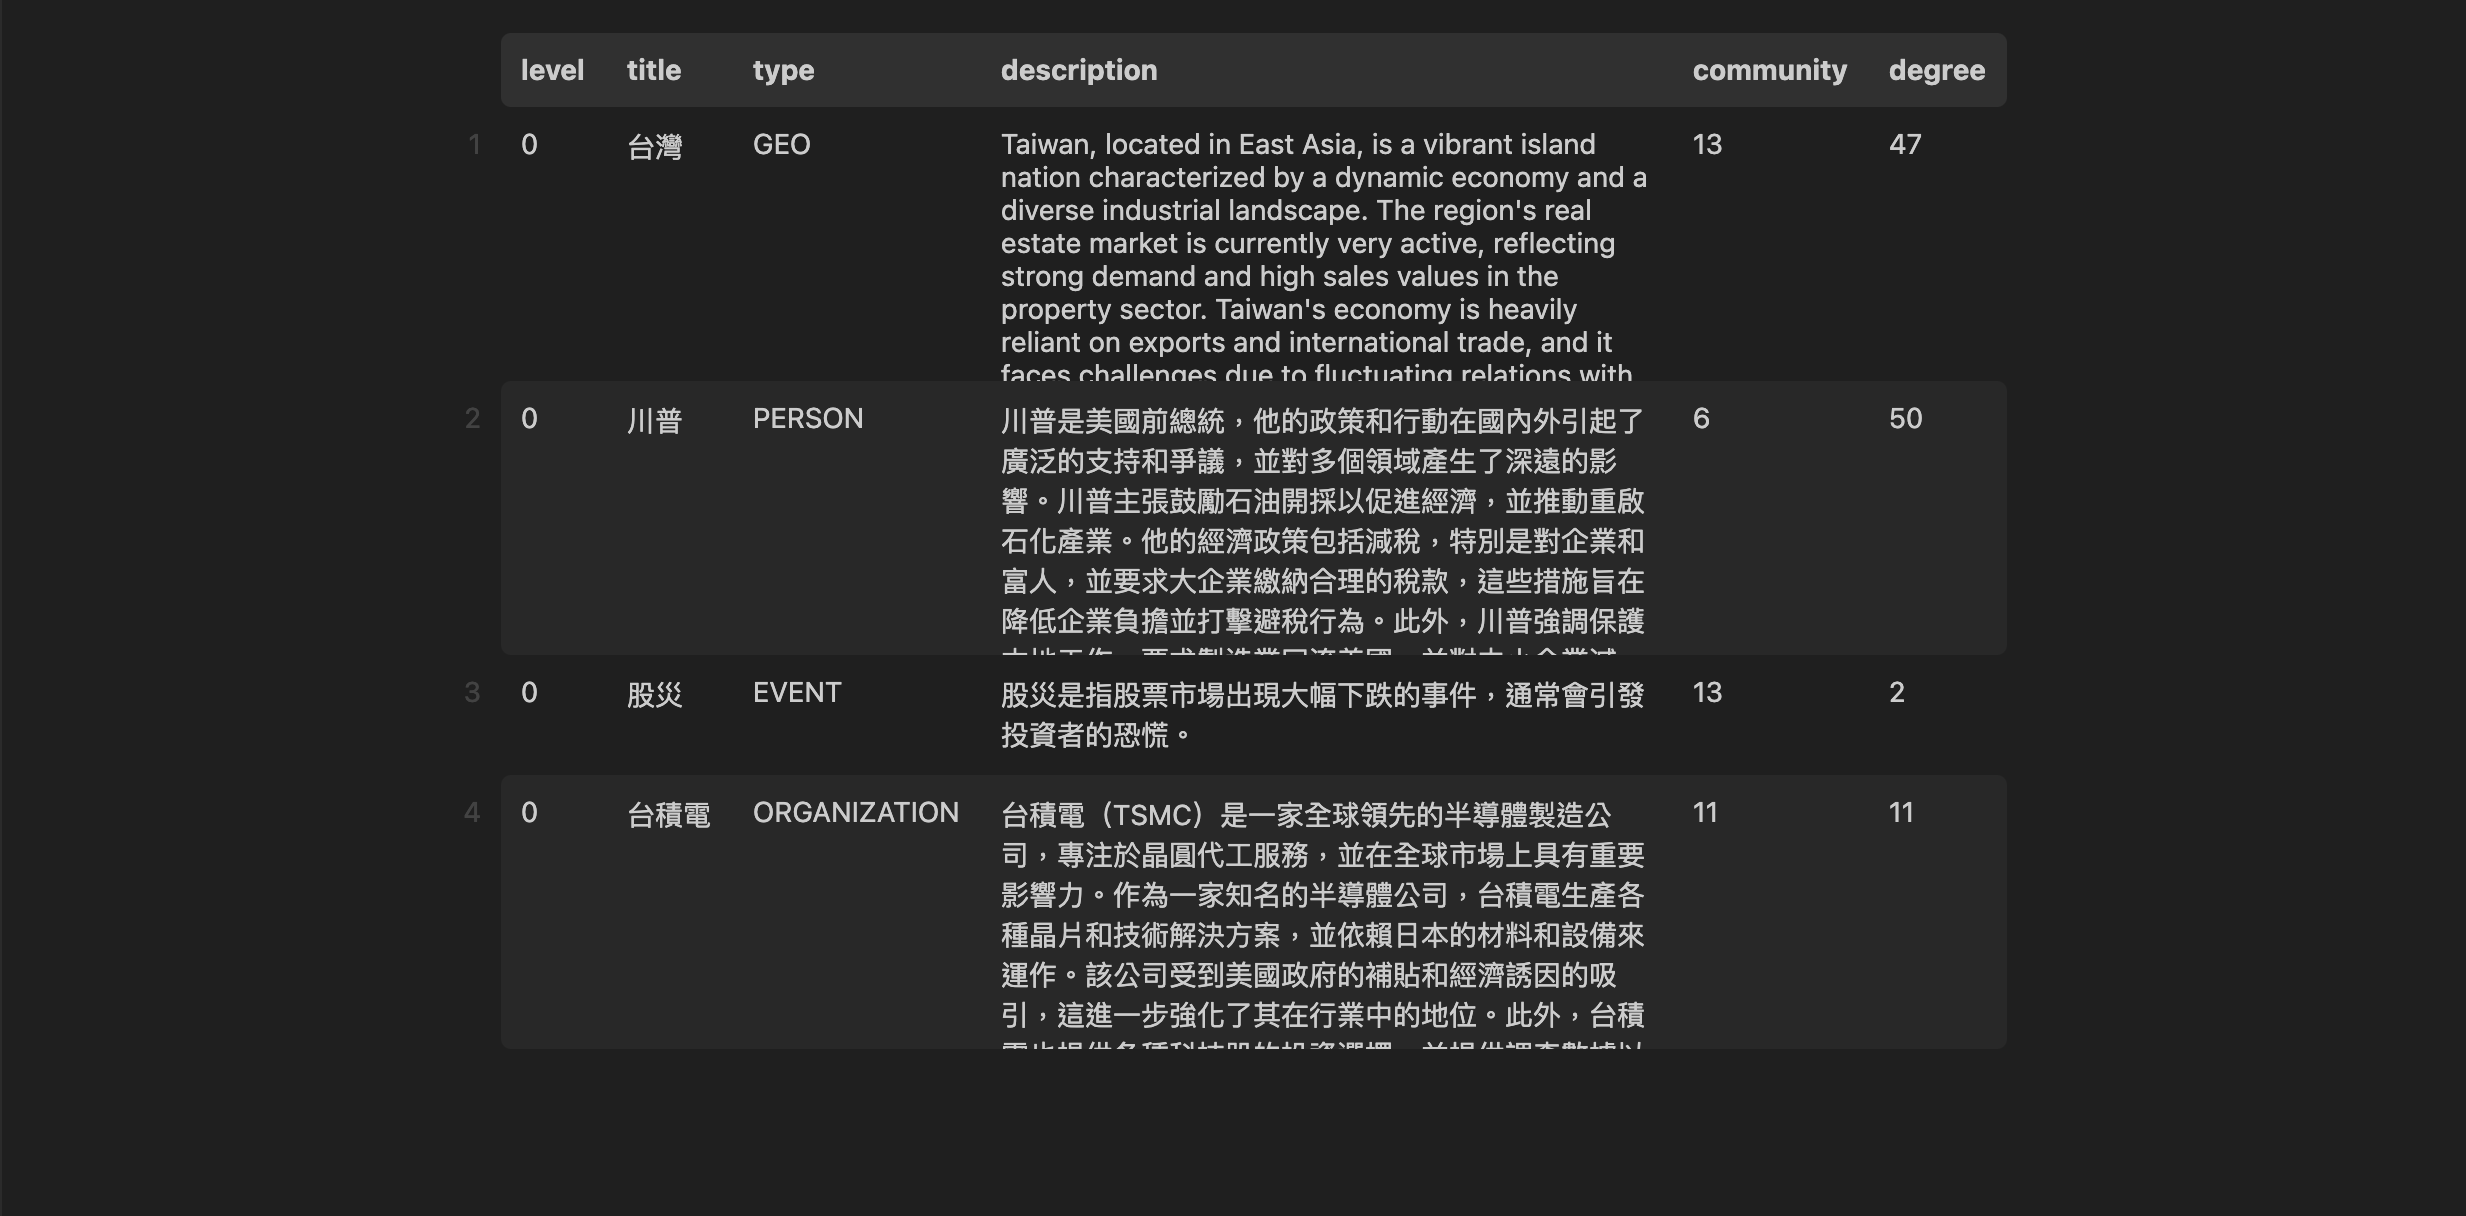 level title type description community degree
1 0 台灣 GEO Taiwan, located in East Asia, is a vibrant island 13 47
nation characterized by a dynamic economy and a
diverse industrial landscape. The region's real
estate market is currently very active, reflecting
strong demand and high sales values in the
property sector. Taiwan's economy is heavily
reliant on exports and international trade, and it
faces challenges due to fluctuating relations with
2 0 川普 PERSON 川普是美國前總統，他的政策和行動在國內外引起了 6 50
廣泛的支持和爭議，並對多個領域產生了深遠的影
響。川普主張鼓勵石油開採以促進經濟，並推動重啟
石化產業。他的經濟政策包括減稅，特別是對企業和
富人，並要求大企業繳納合理的稅款，這些措施旨在
降低企業負擔並打擊避稅行為。此外，川普強調保護
3 0 股災 EVENT 股災是指股票市場出現大幅下跌的事件，通常會引發 13 2
投資者的恐慌。
4 0 台積電 ORGANIZATION 台積電（TSMC）是一家全球領先的半導體製造公 11 11
司，專注於晶圓代工服務，並在全球市場上具有重要
影響力。作為一家知名的半導體公司，台積電生產各
種晶片和技術解決方案，並依賴日本的材料和設備來
運作。該公司受到美國政府的補貼和經濟誘因的吸
引，這進一步強化了其在行業中的地位。此外，台積